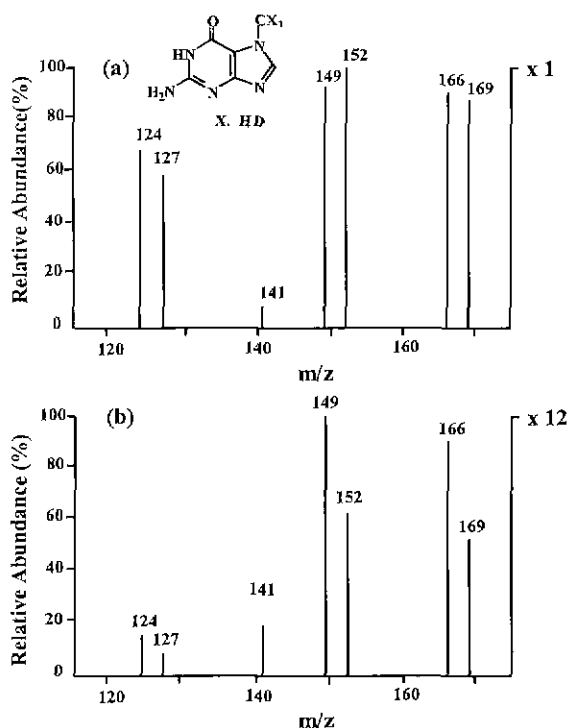 (a)
O
CX₃
HN
N
H₂N
N
N
X. H,D
100
80
60
40
20
0
Relative Abundance(%)
124
127
141
149
152
166
169
x 1
120
140
160
m/z
(b)
100
80
60
40
20
0
Relative Abundance (%)
124
127
141
149
152
166
169
x 12
120
140
160
m/z